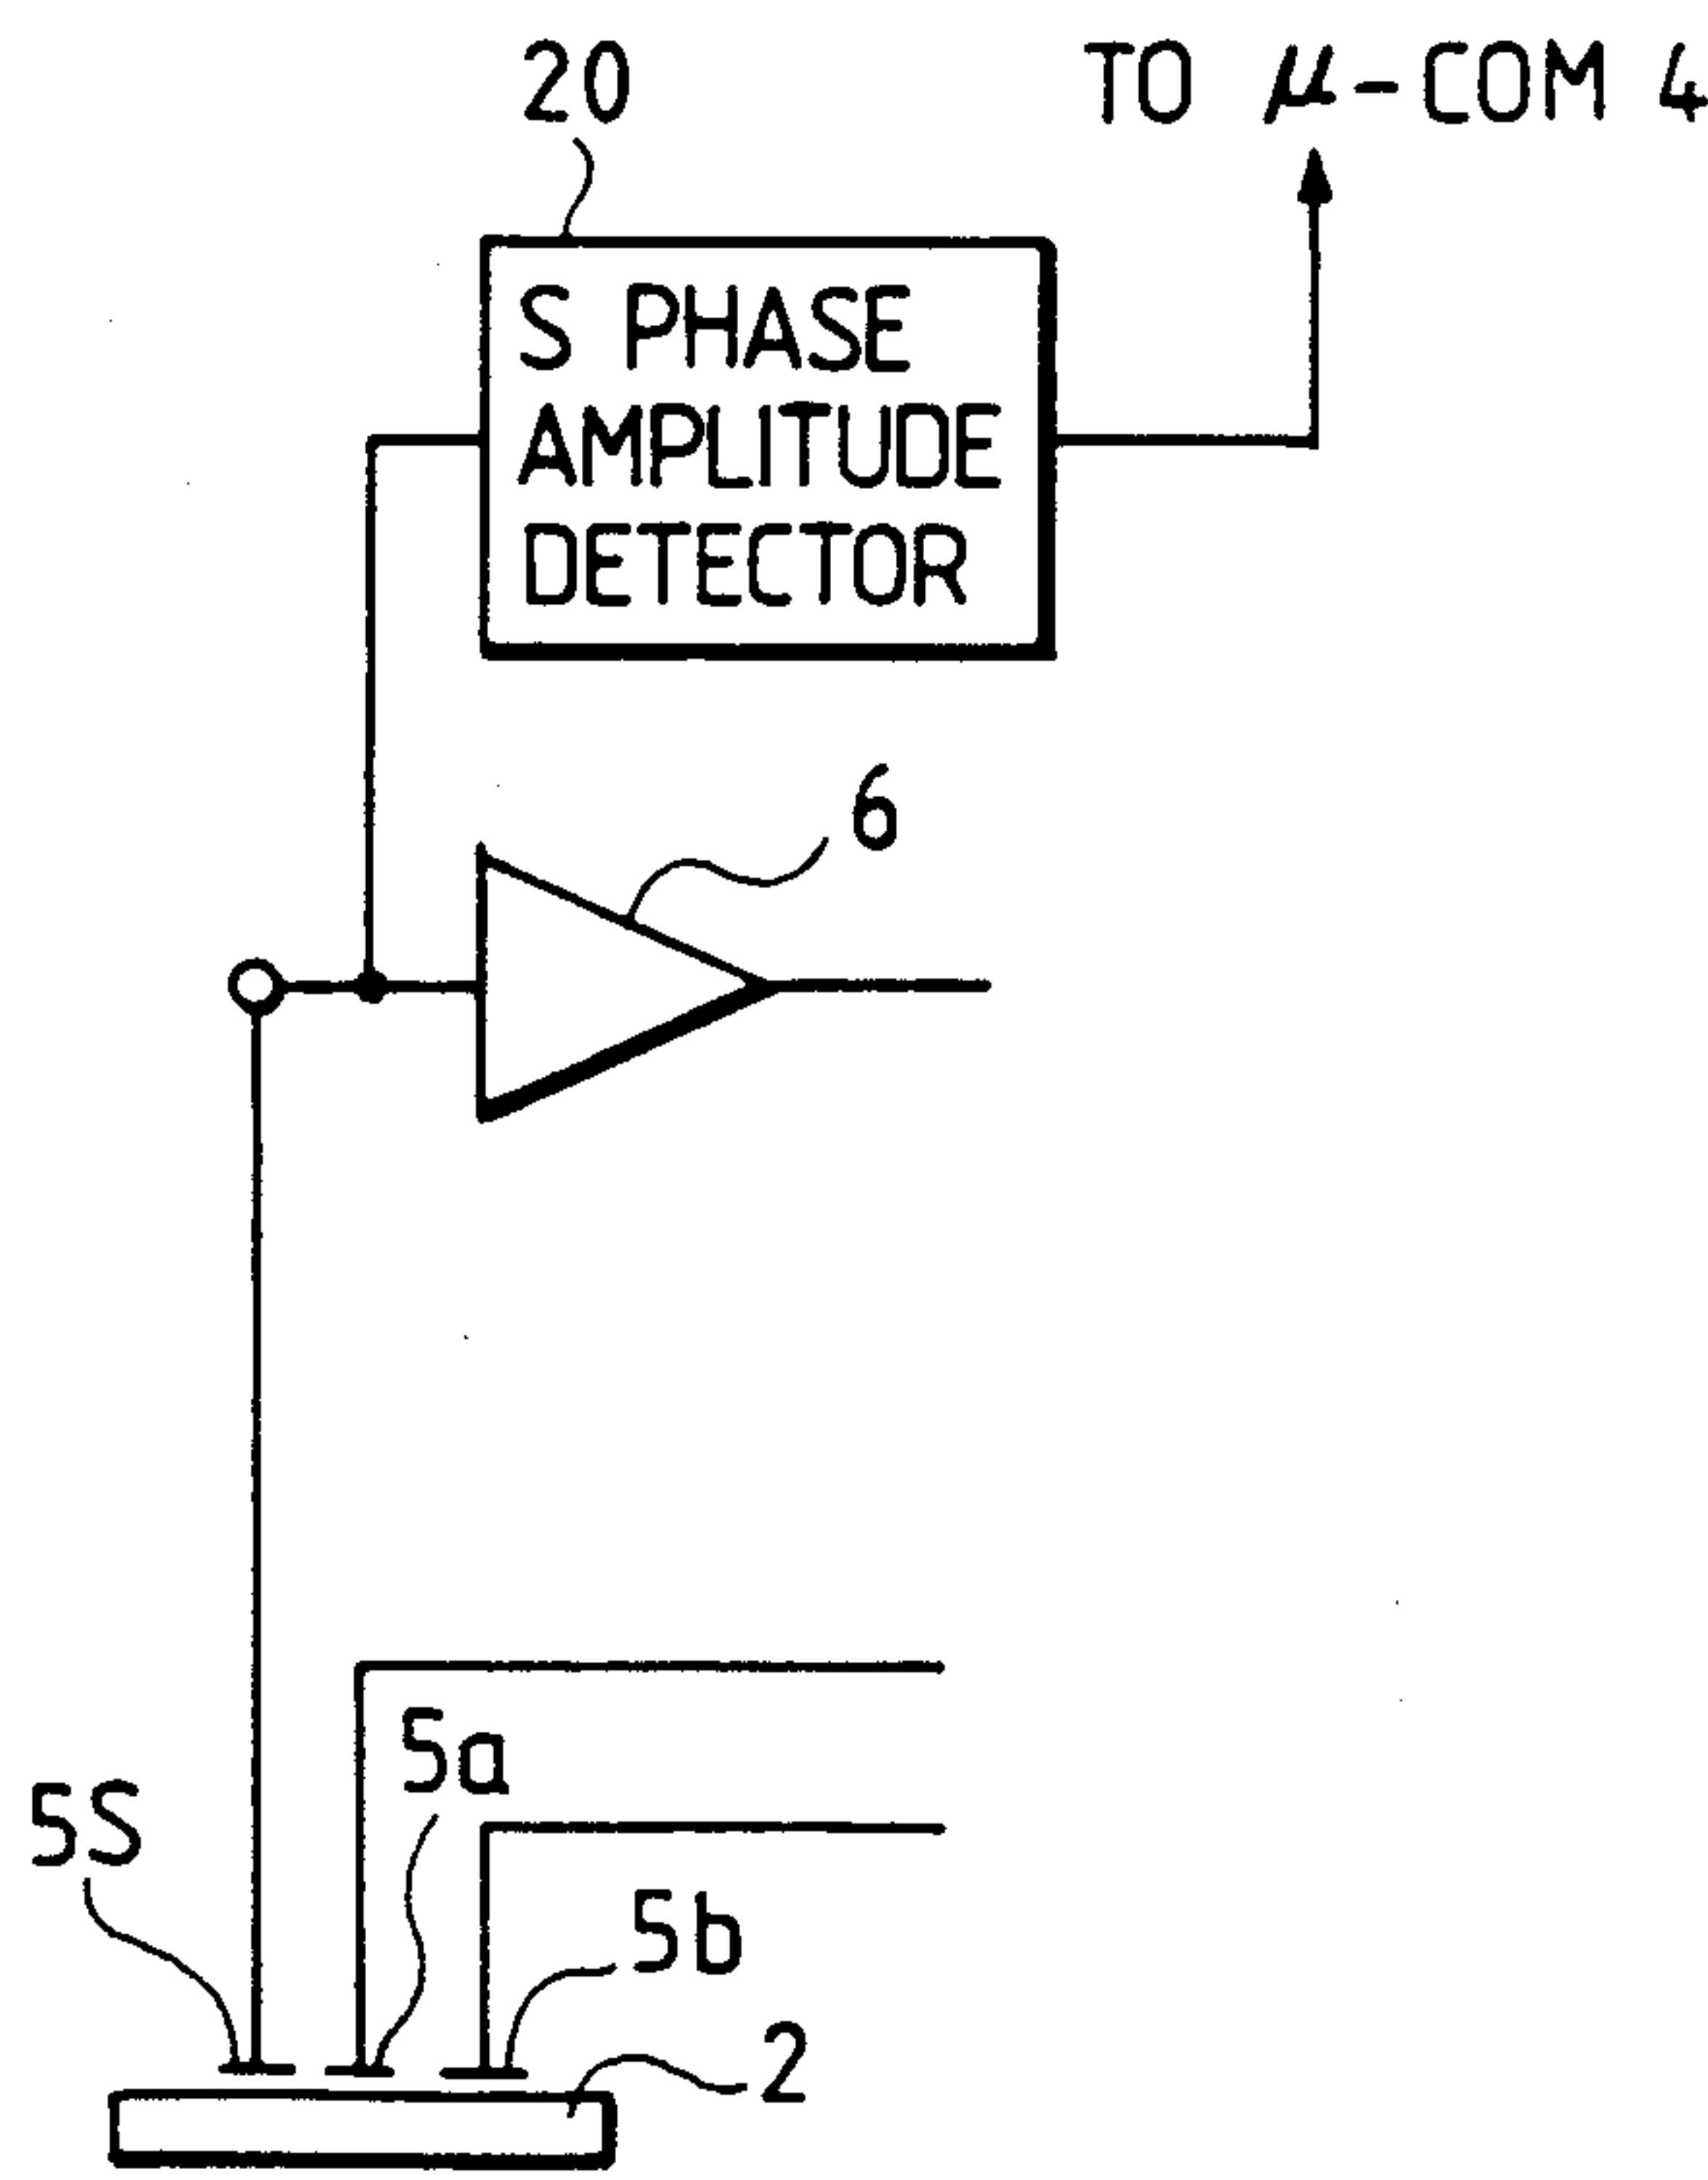 20
TO μ-COM 4
S PHASE
AMPLITUDE
DETECTOR
6
5a
5S
5b
2